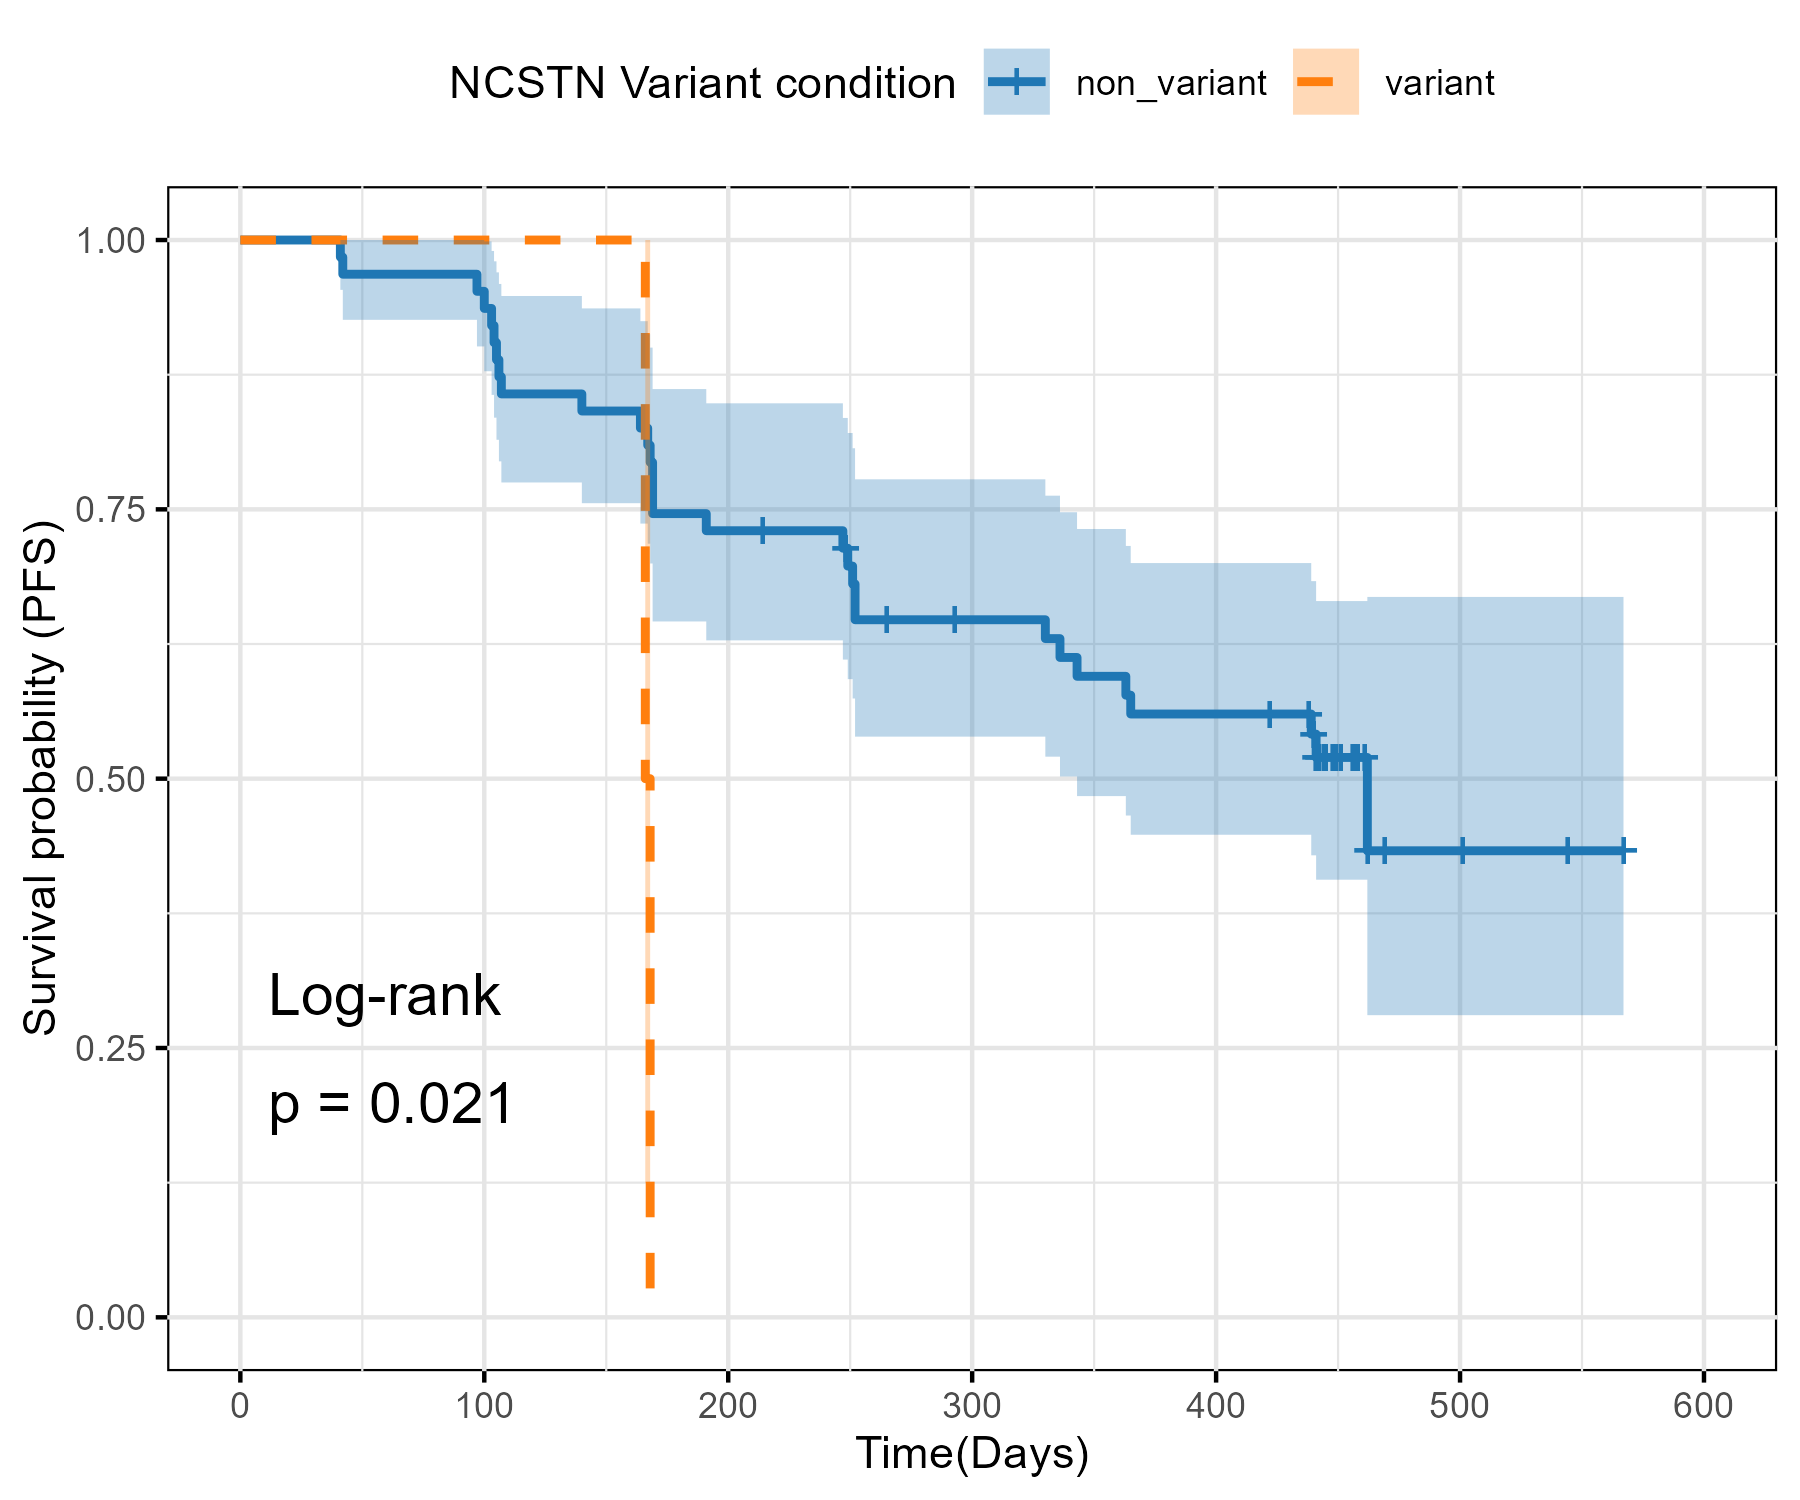 NCSTN Variant condition non_variant variant
1.00
0.75
0.50
0.25
0.00
Survival probability (PFS)
Log-rank
p = 0.021
0 100 200 300 400 500 600
Time(Days)